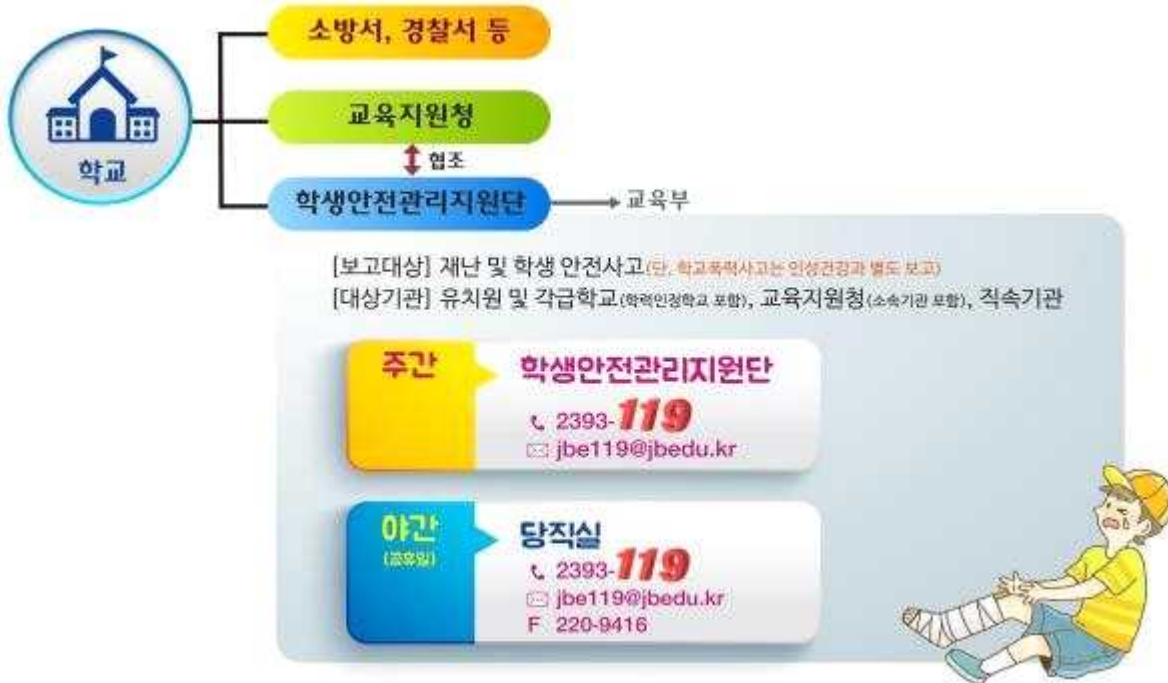 소방서, 경찰서 등
교육지원청
협조
학교
학생안전관리지원단
교육부
[보고대상] 재난 및 학생 안전사고(단, 학교폭력사고는 인성건강과 별도 보고)
[대상기관] 유치원 및 각급학교(학력인정학교 포함), 교육지원청(소속기관 포함), 직속기관
주간
학생안전관리지원단
2393-119
jbe119@jbedu.kr
야간
(공휴일)
당직실
2393-119
jbe119@jbedu.kr
F 220-9416